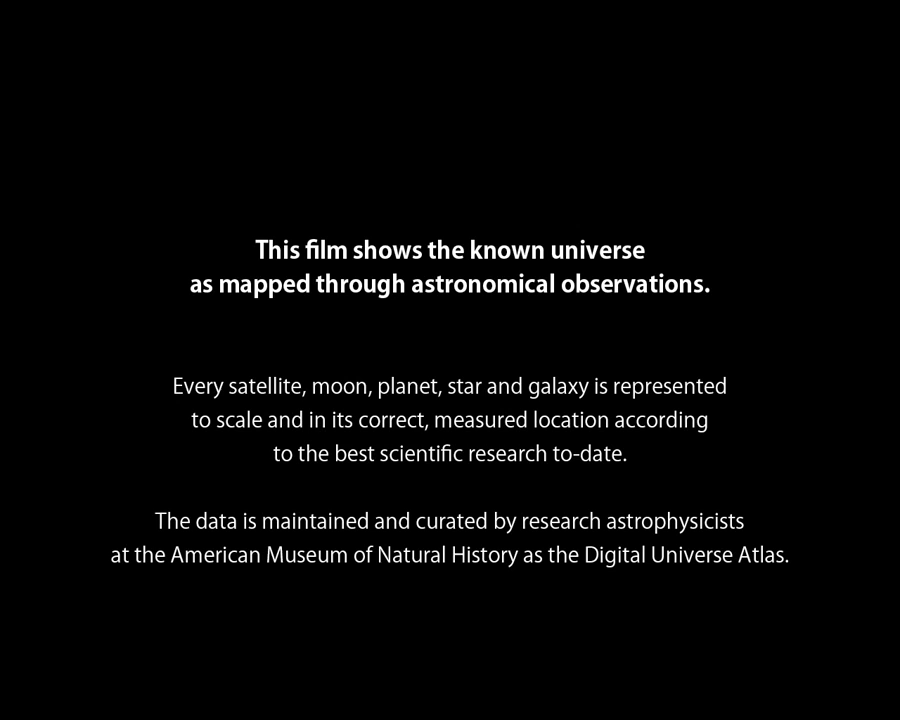 This film shows the known universe
as mapped through astronomical observations.
Every satellite, moon, planet, star and galaxy is represented
to scale and in its correct, measured location according
to the best scientific research to-date.
The data is maintained and curated by research astrophysicists
at the American Museum of Natural History as the Digital Universe Atlas.